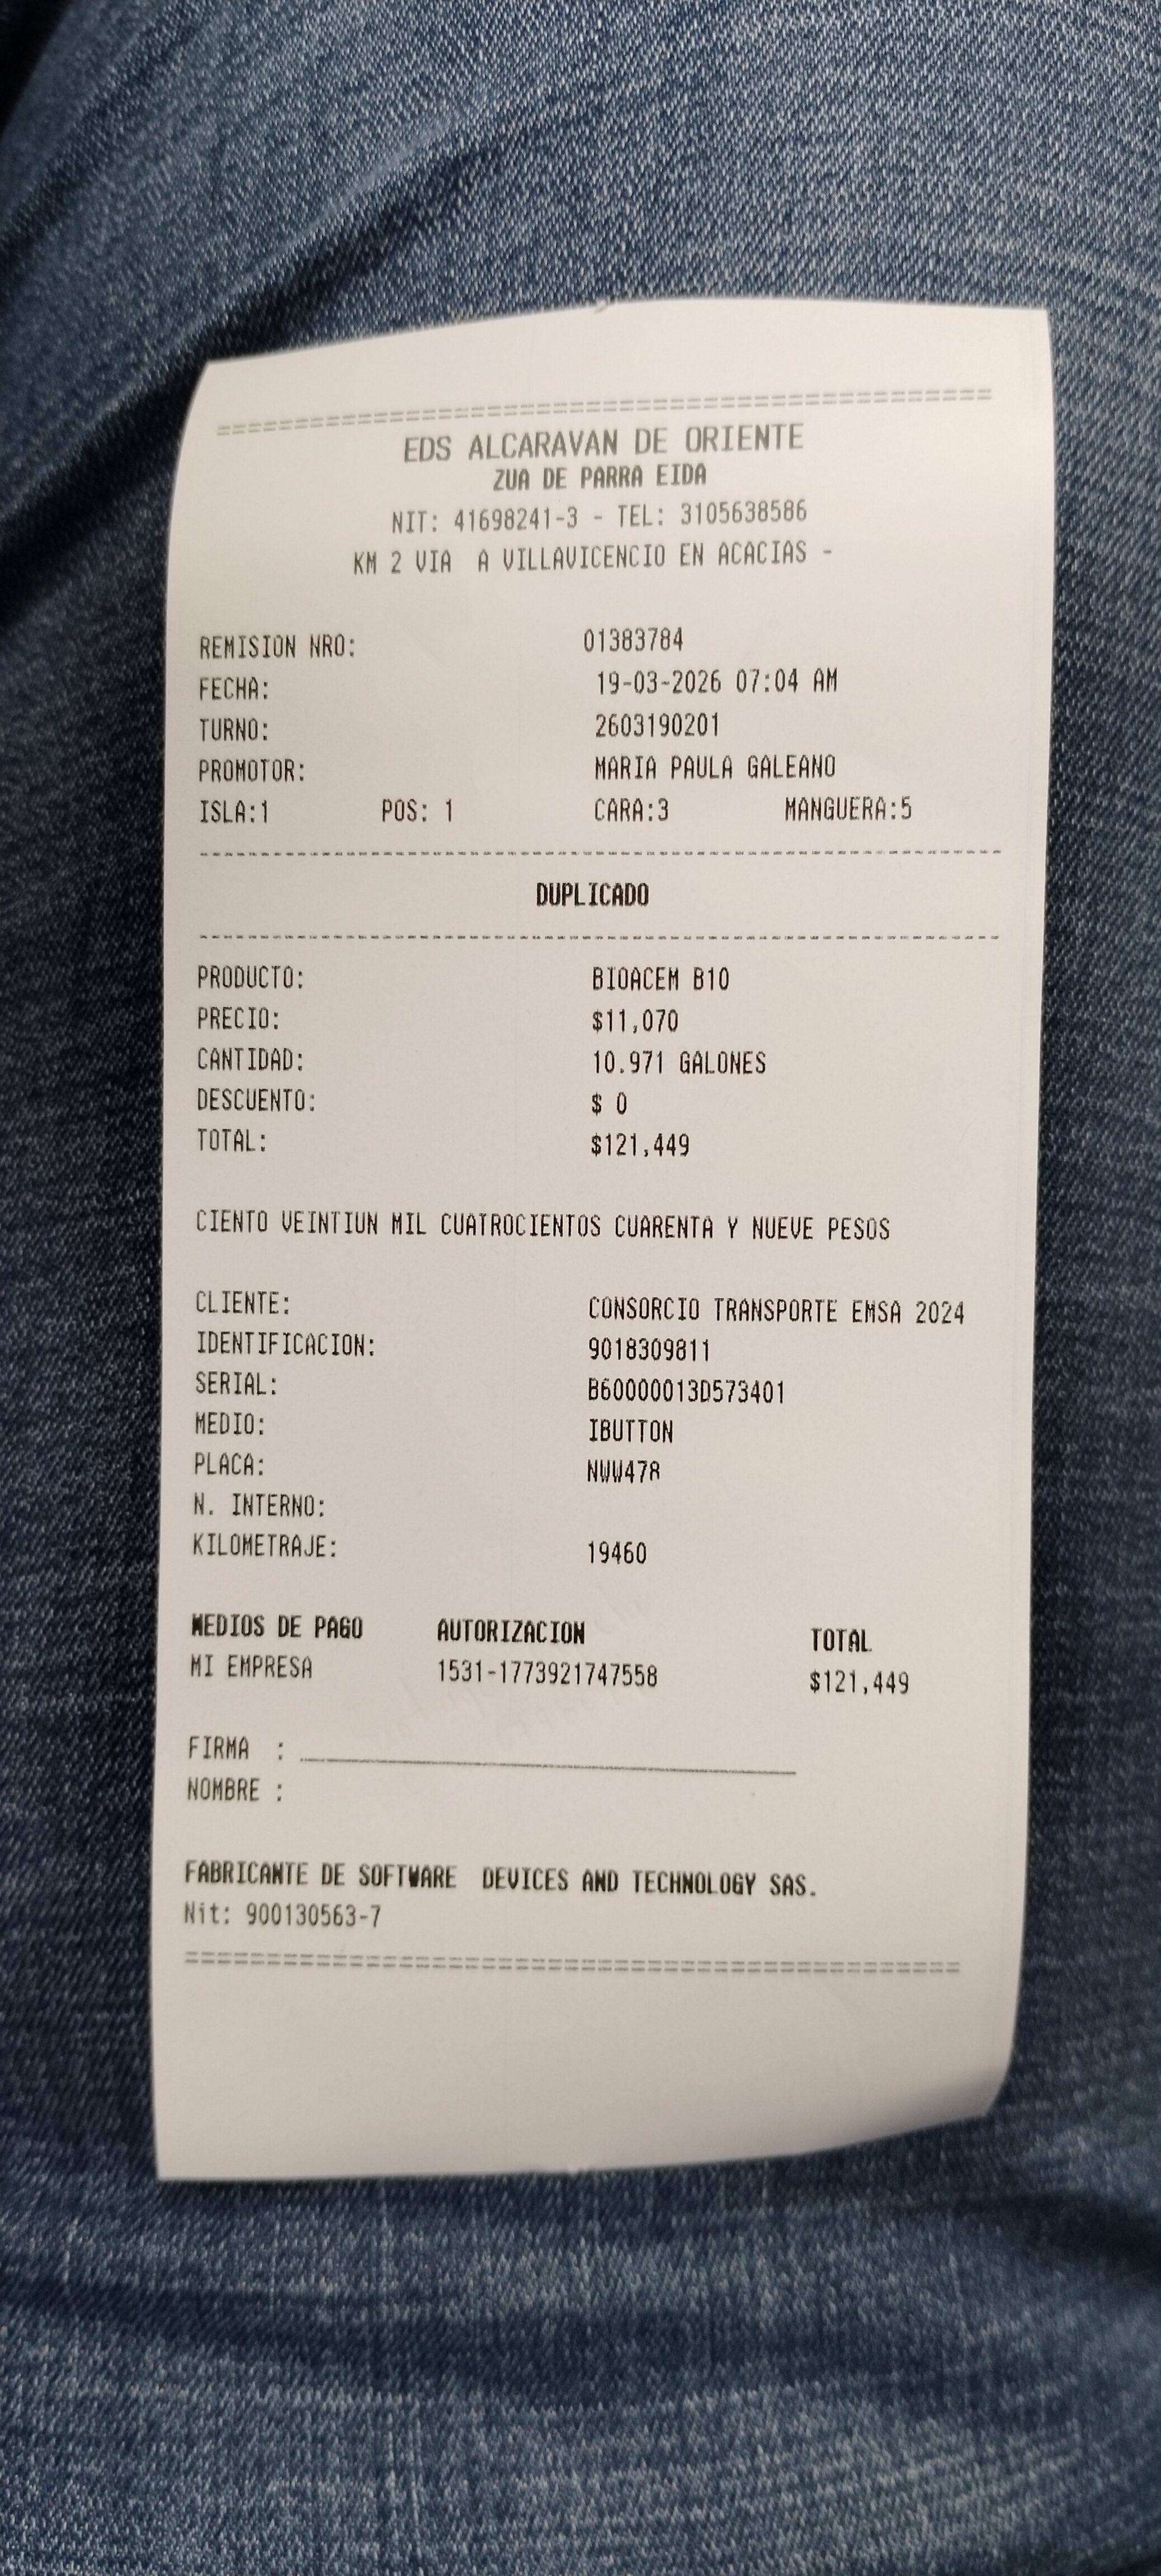 ================================================
EDS ALCARAVAN DE ORIENTE
ZUA DE PARRA EIDA
NIT: 41698241-3 - TEL: 3105638586
KM 2 VIA  A VILLAVICENCIO EN ACACIAS -
REMISION NRO: 01383784
FECHA: 19-03-2026 07:04 AM
TURNO: 2603190201
PROMOTOR: MARIA PAULA GALEANO
ISLA:1 POS: 1 CARA:3 MANGUERA:5
------------------------------------------------
DUPLICADO
------------------------------------------------
PRODUCTO: BIOACEM B10
PRECIO: $11,070
CANTIDAD: 10.971 GALONES
DESCUENTO: $ 0
TOTAL: $121,449
CIENTO VEINTIUN MIL CUATROCIENTOS CUARENTA Y NUEVE PESOS
CLIENTE: CONSORCIO TRANSPORTE EMSA 2024
IDENTIFICACION: 9018309811
SERIAL: B60000013D573401
MEDIO: IBUTTON
PLACA: NWW478
N. INTERNO:
KILOMETRAJE: 19460
MEDIOS DE PAGO AUTORIZACION TOTAL
MI EMPRESA 1531-1773921747558 $121,449
FIRMA : ________________________________
NOMBRE :
FABRICANTE DE SOFTWARE  DEVICES AND TECHNOLOGY SAS.
Nit: 900130563-7
================================================